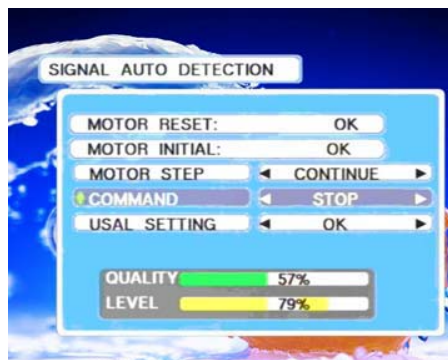 SIGNAL AUTO DETECTION
MOTOR RESET: OK
MOTOR INITIAL: OK
MOTOR STEP ◄ CONTINUE ►
COMMAND ◄ STOP ►
USAL SETTING ◄ OK ►
QUALITY 57%
LEVEL 79%